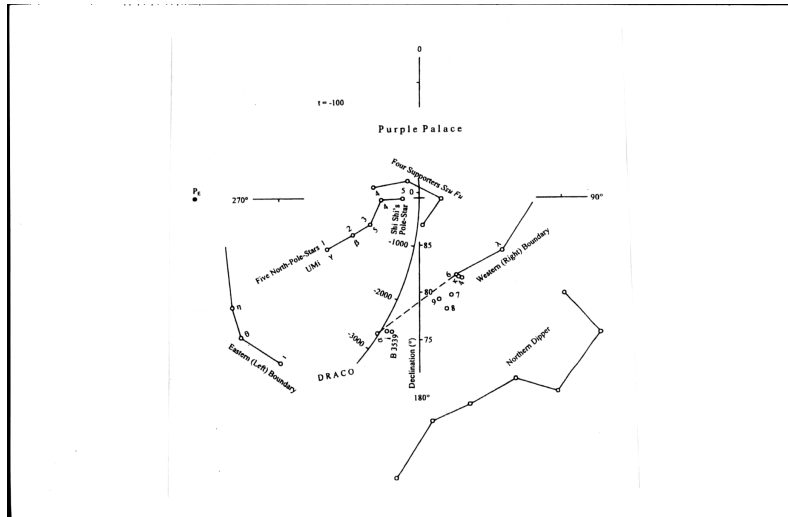 0
t = -100
Purple Palace
Four Supporters Ssu Fu
P_E
270°
90°
A
4
5
0
Shi Shi's
Pole-Star
3
5
2
β
1
γ
Five North-Pole-Stars
UMi
-1000
85
-2000
80
-3000
75
Declination (°)
180°
λ
Western (Right) Boundary
6
κ
4
7
9
8
η
θ
ι
Eastern (Left) Boundary
DRACO
i
B 3539
Northern Dipper